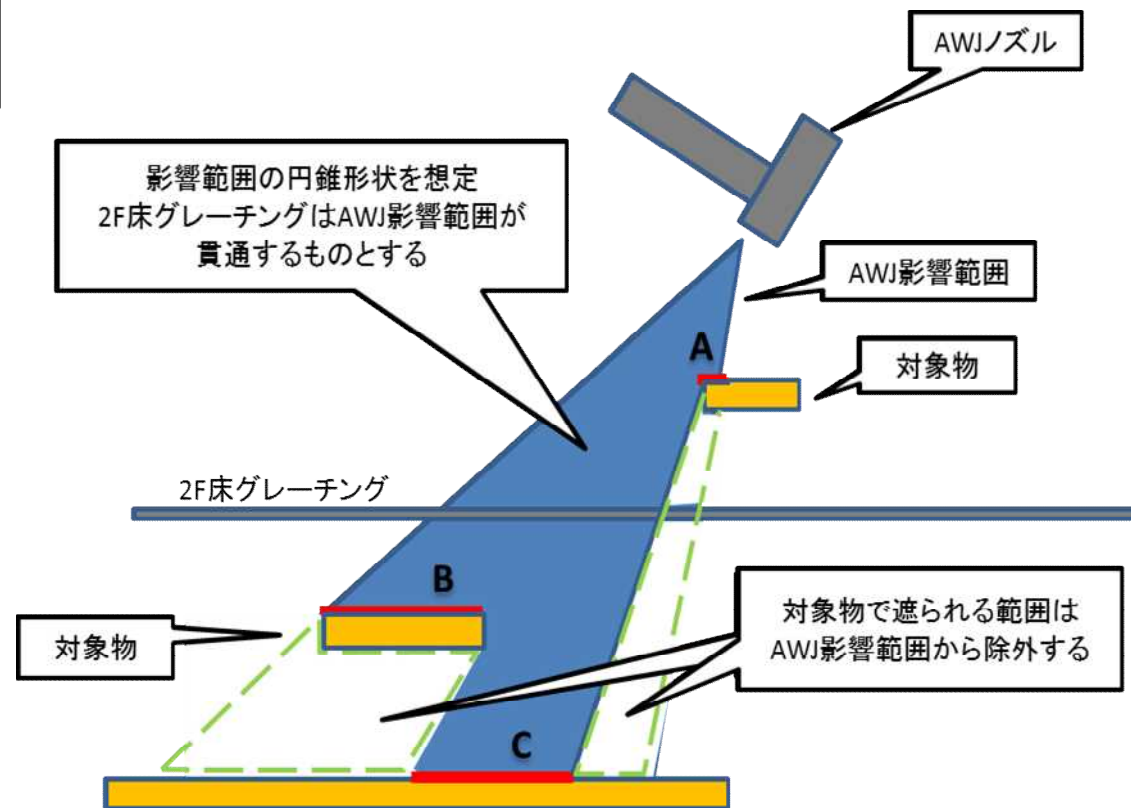 AWJノズル
影響範囲の円錐形状を想定
2F床グレーチングはAWJ影響範囲が
貫通するものとする
AWJ影響範囲
A
対象物
2F床グレーチング
B
対象物
対象物で遮られる範囲は
AWJ影響範囲から除外する
C